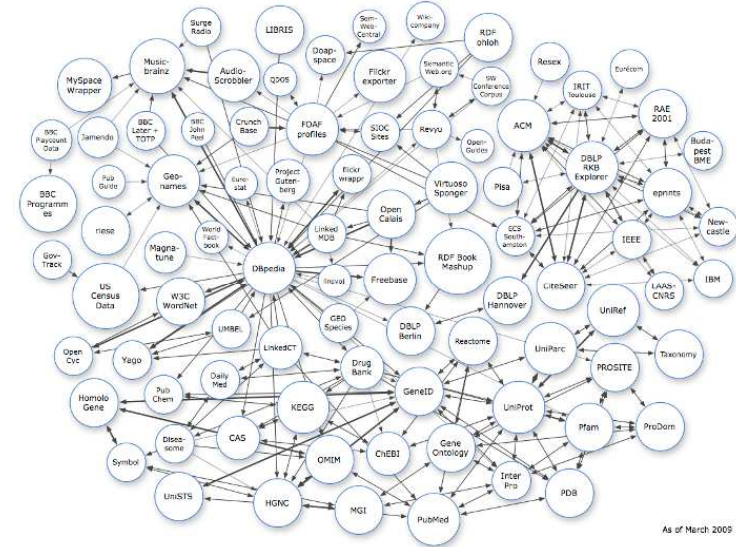 Surge
Radio
LIBRIS
Sem-
Web-
Central
Wiki-
company
RDF
ohloh
Music-
brainz
Doap-
space
Resex
MySpace
Wrapper
Audio-
Scrobbler
QDOS
Flickr
exporter
Semantic
Web.org
SW
Conference
Corpus
IRIT
Toulouse
Eurécom
BBC
Playcount
Data
Jamendo
BBC
Later +
TOTP
BBC
John
Peel
Crunch
Base
FOAF
profiles
SIOC
Sites
Revyu
Open-
Guides
ACM
RAE
2001
DBLP
RKB
Explorer
Buda-
pest
BME
BBC
Programm
es
Pub
Guide
Geo-
names
Euro-
stat
Project
Guten-
berg
flickr
wrappr
Virtuoso
Sponger
Pisa
eprints
riese
World
Fact-
book
Linked
MDB
Open
Calais
ECS
South-
ampton
IEEE
New-
castle
Gov-
Track
Magna-
tune
DBpedia
RDF Book
Mashup
US
Census
Data
W3C
WordNet
Freebase
DBLP
Hannover
CiteSeer
LAAS-
CNRS
IBM
UMBEL
GEO
Species
DBLP
Berlin
UniRef
Open
Cyc
Yago
LinkedCT
Reactome
UniParc
Taxonomy
Drug
Bank
PROSITE
Daily
Med
Pub
Chem
Homolo
Gene
KEGG
GeneID
UniProt
Pfam
ProDom
Disea-
some
CAS
ChEBI
Gene
Ontology
Symbol
OMIM
Inter
Pro
UniSTS
HGNC
MGI
PubMed
PDB
As of March 2009